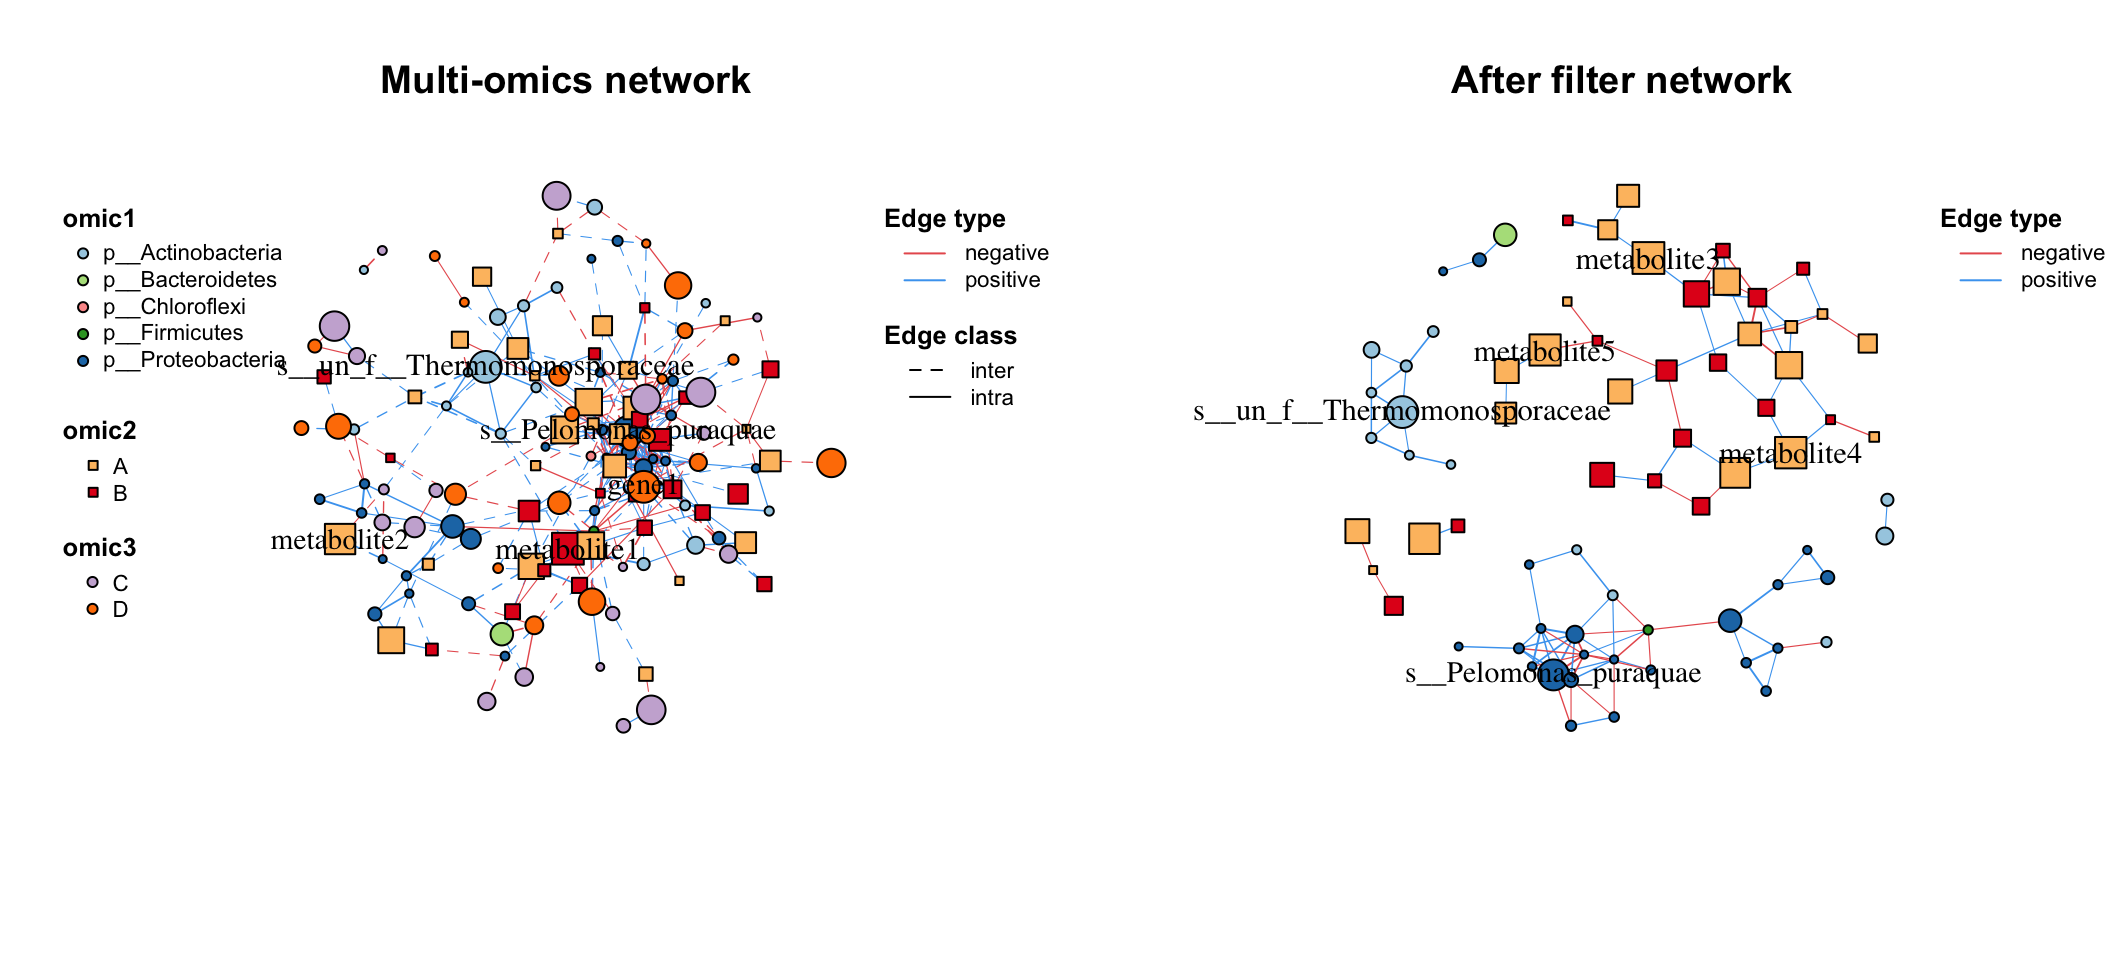 Multi-omics network
After filter network
omic1
p__Actinobacteria
p__Bacteroidetes
p__Chloroflexi
p__Firmicutes
p__Proteobacteria
omic2
A
B
omic3
C
D
s__un_f__Thermomonosporaceae
s__Pelomonas_puraquae
gene1
metabolite2
metabolite1
Edge type
negative
positive
Edge class
inter
intra
metabolite3
metabolite5
s__un_f__Thermomonosporaceae
metabolite4
s__Pelomonas_puraquae
Edge type
negative
positive